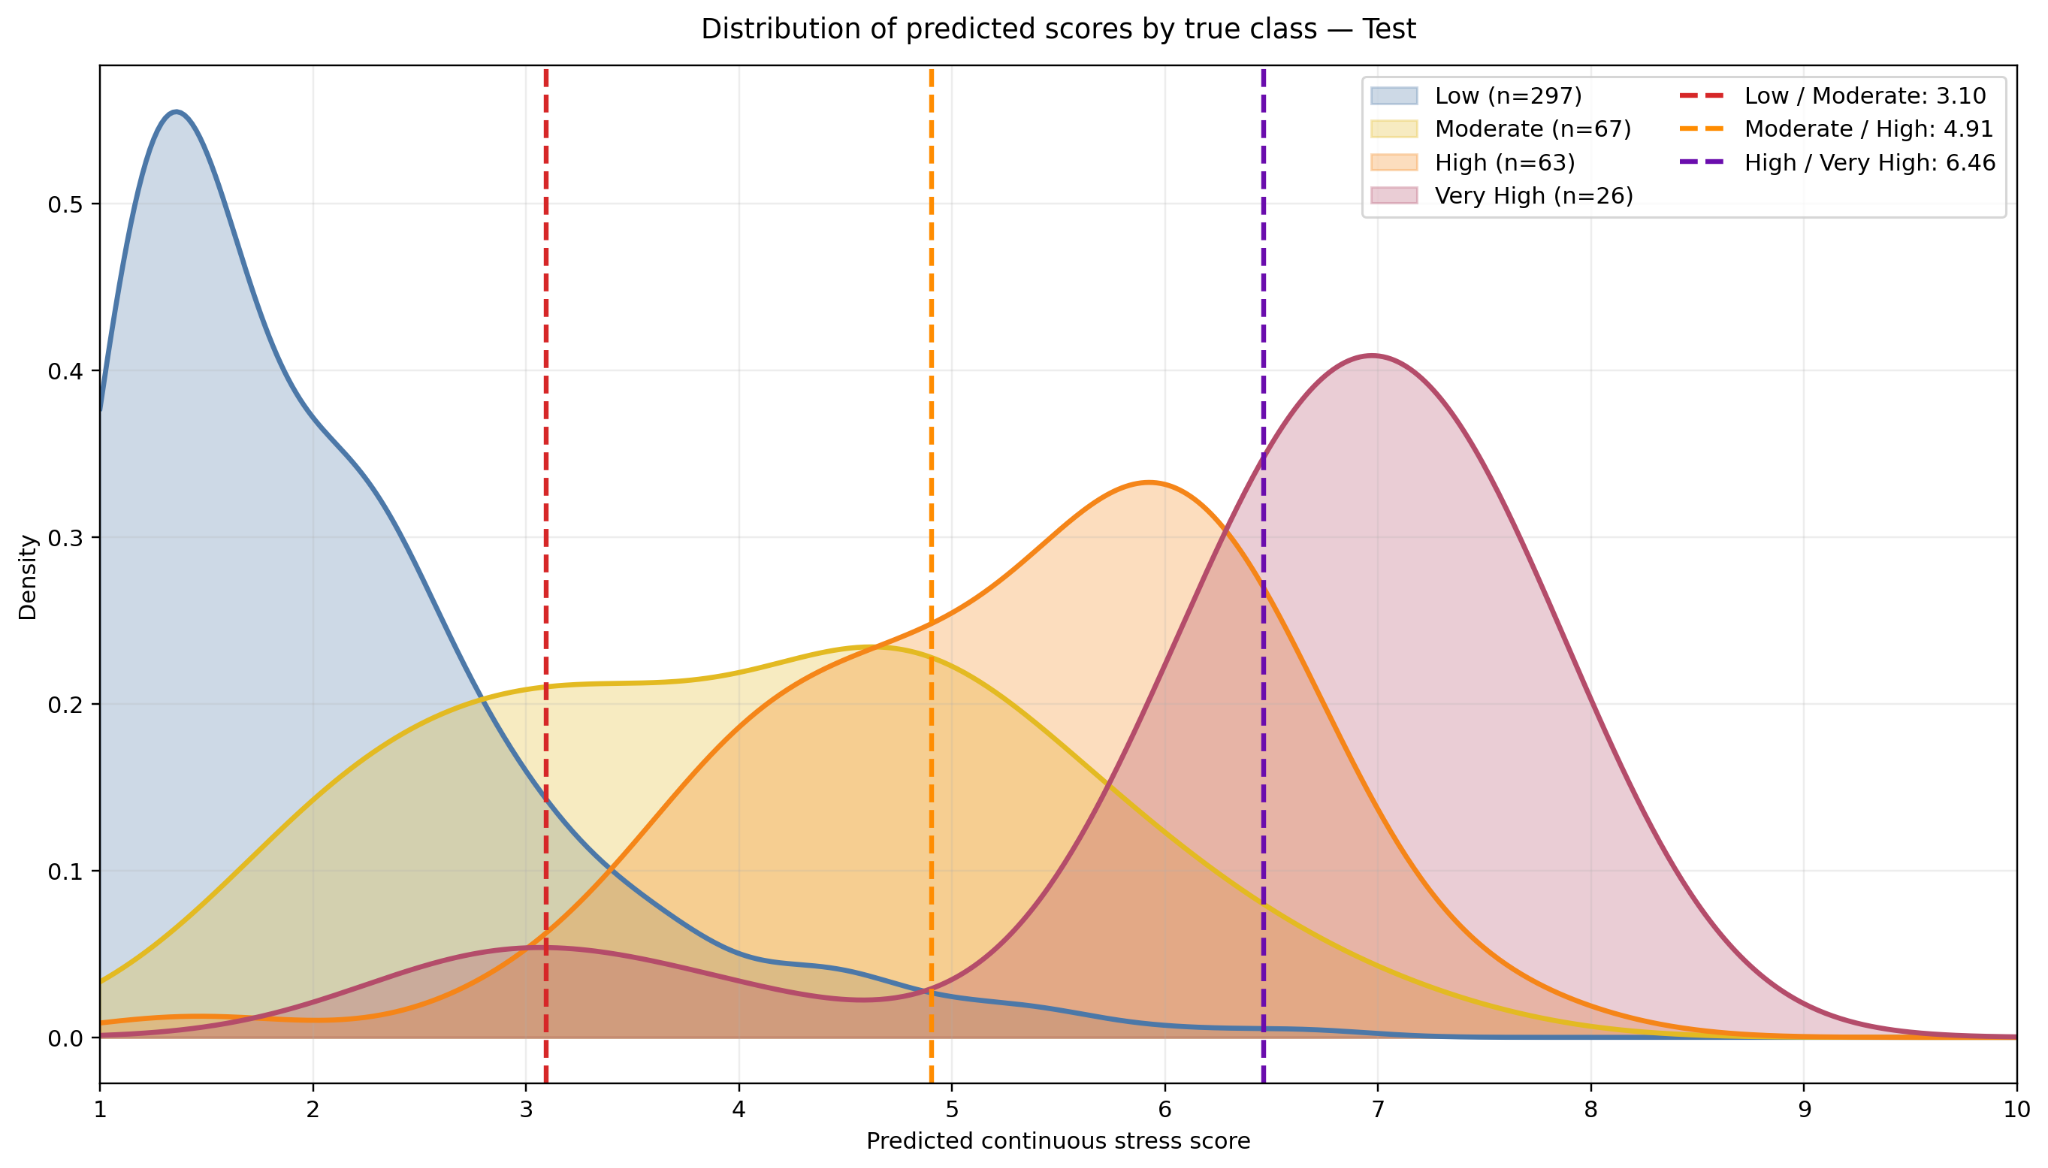 Distribution of predicted scores by true class — Test
Low (n=297)
Moderate (n=67)
High (n=63)
Very High (n=26)
Low / Moderate: 3.10
Moderate / High: 4.91
High / Very High: 6.46
Density
0.5
0.4
0.3
0.2
0.1
0.0
1 2 3 4 5 6 7 8 9 10
Predicted continuous stress score